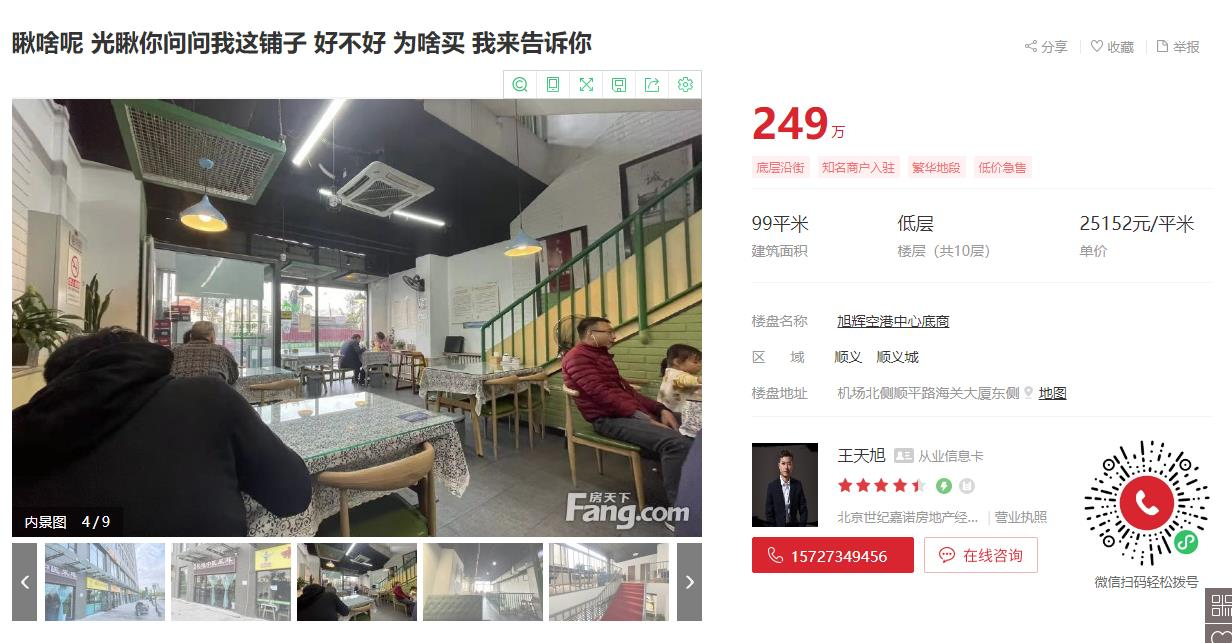 瞅啥呢 光瞅你问问我这铺子 好不好 为啥买 我来告诉你
分享
收藏
举报
249万
底层沿街 知名商户入驻 繁华地段 低价急售
99平米 低层 25152元/平米
建筑面积 楼层（共10层） 单价
楼盘名称 旭辉空港中心底商
区 域 顺义 顺义城
楼盘地址 机场北侧顺平路海关大厦东侧 地图
王天旭 从业信息卡
北京世纪嘉诺房地产经... 营业执照
15727349456 在线咨询
微信扫码轻松拨号
诚
房天下
Fang.com
内景图 4/9